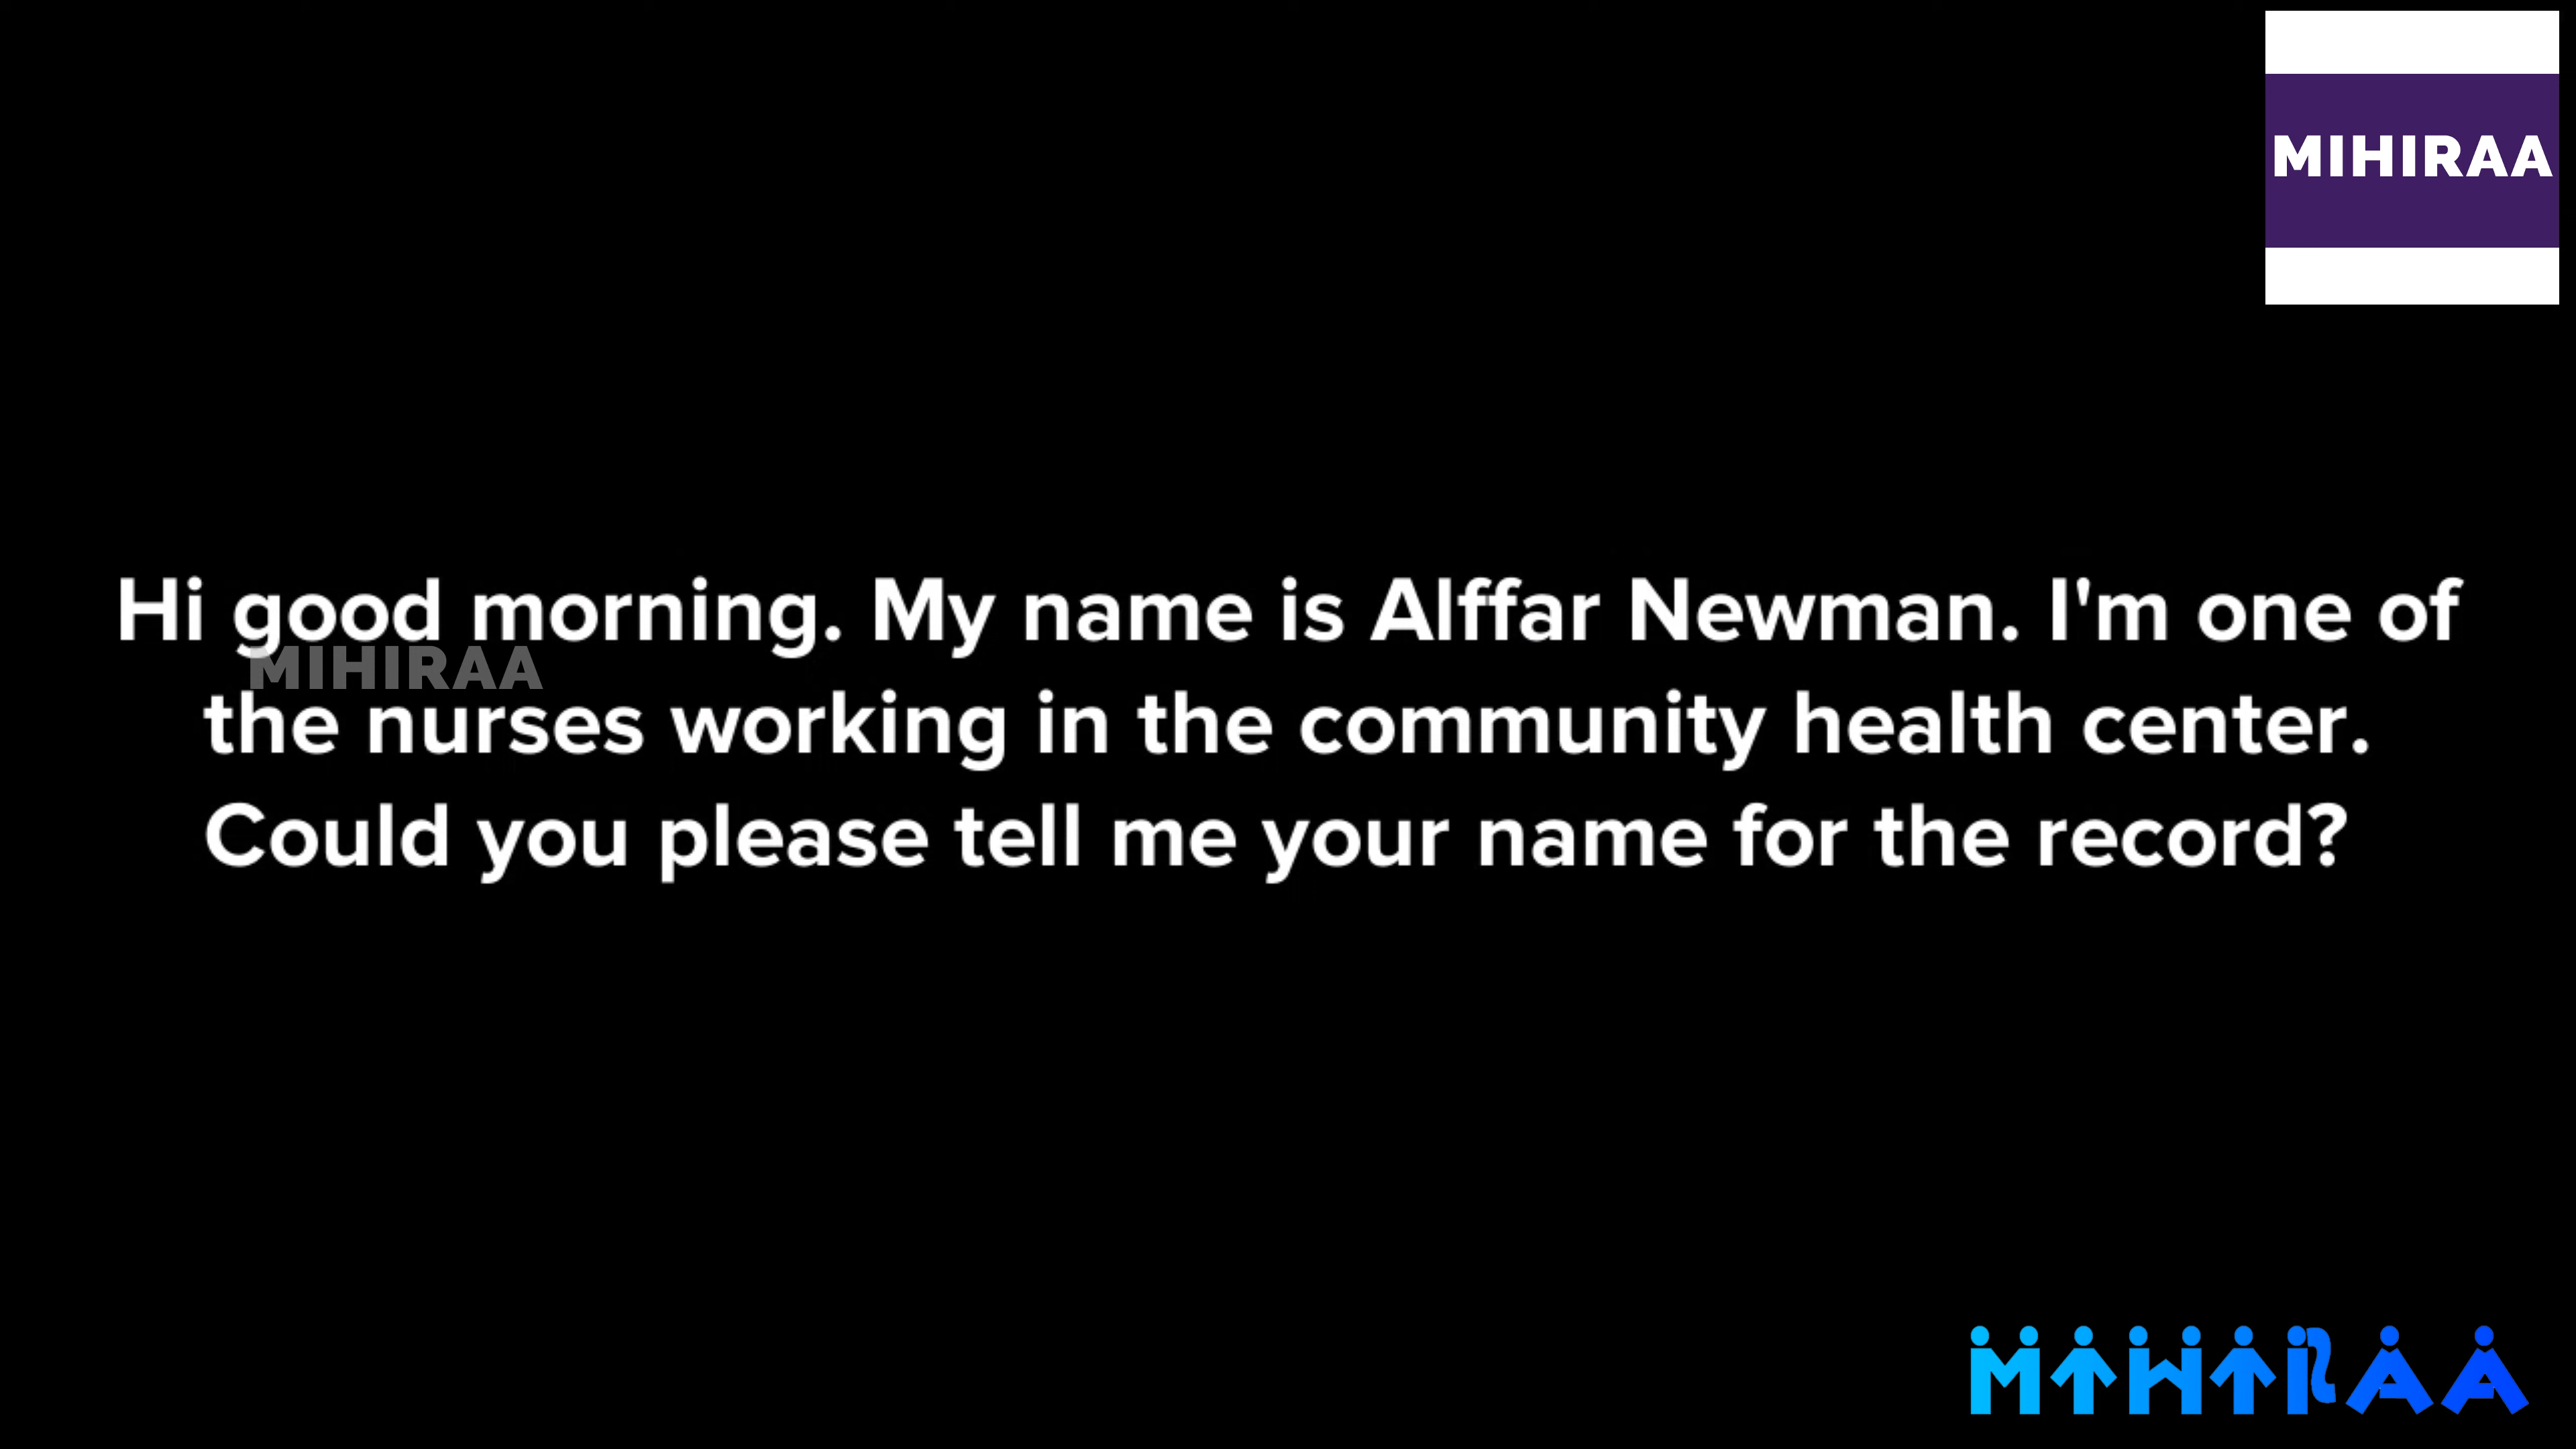 MIHIRAA
Hi good morning. My name is Alffar Newman. I'm one of
MIHIRAA
the nurses working in the community health center.
Could you please tell me your name for the record?
MIHIRAA